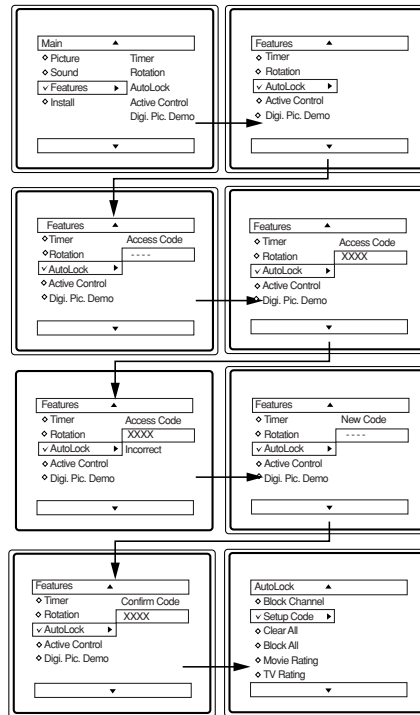 Main
Picture Timer
Sound Rotation
Features AutoLock
Install Active Control
Digi. Pic. Demo
Features
Timer
Rotation
AutoLock
Active Control
Digi. Pic. Demo
Features
Timer Access Code
Rotation - - - -
AutoLock
Active Control
Digi. Pic. Demo
Features
Timer Access Code
Rotation XXXX
AutoLock
Active Control
Digi. Pic. Demo
Features
Timer Access Code
Rotation XXXX
AutoLock Incorrect
Active Control
Digi. Pic. Demo
Features
Timer New Code
Rotation - - - -
AutoLock
Active Control
Digi. Pic. Demo
Features
Timer Confirm Code
Rotation XXXX
AutoLock
Active Control
Digi. Pic. Demo
AutoLock
Block Channel
Setup Code
Clear All
Block All
Movie Rating
TV Rating